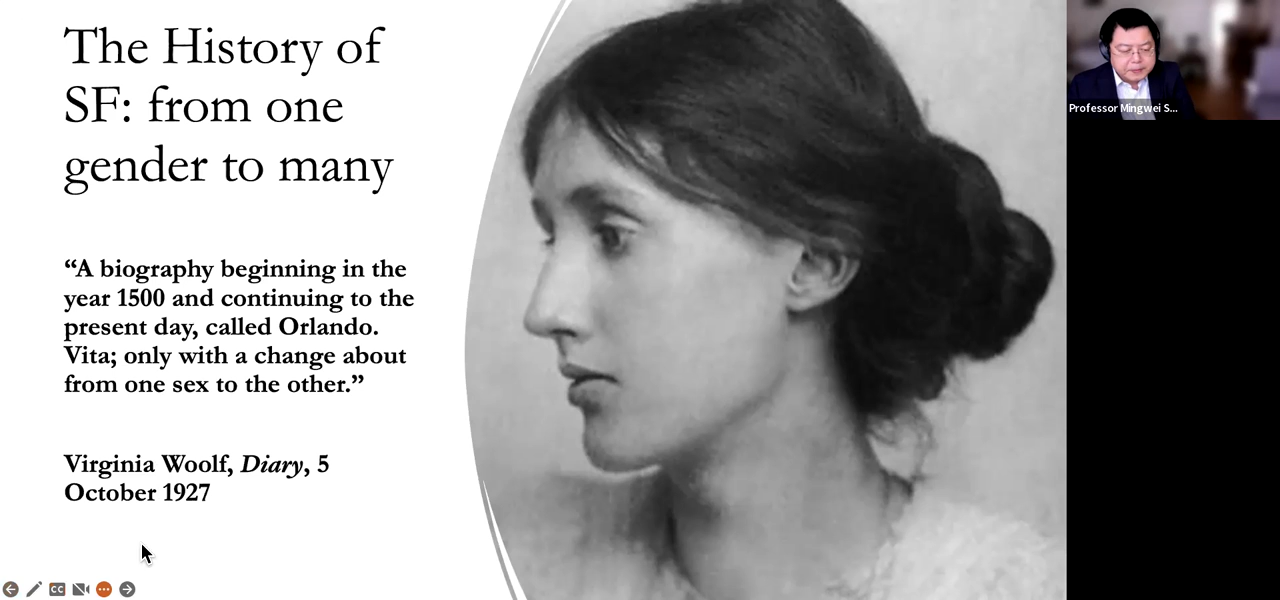 The History of
SF: from one
gender to many
“A biography beginning in the
year 1500 and continuing to the
present day, called Orlando.
Vita; only with a change about
from one sex to the other.”
Virginia Woolf, Diary, 5
October 1927
Professor Mingwei S...
CC